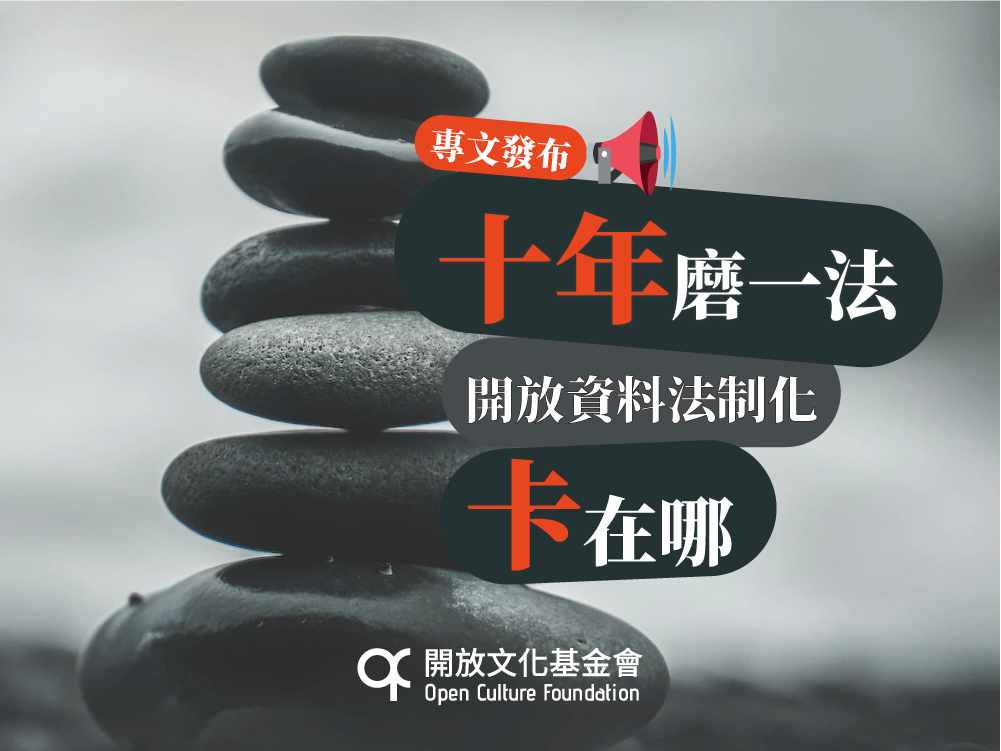 專文發布
十年磨一法
開放資料法制化
卡在哪
開放文化基金會
Open Culture Foundation